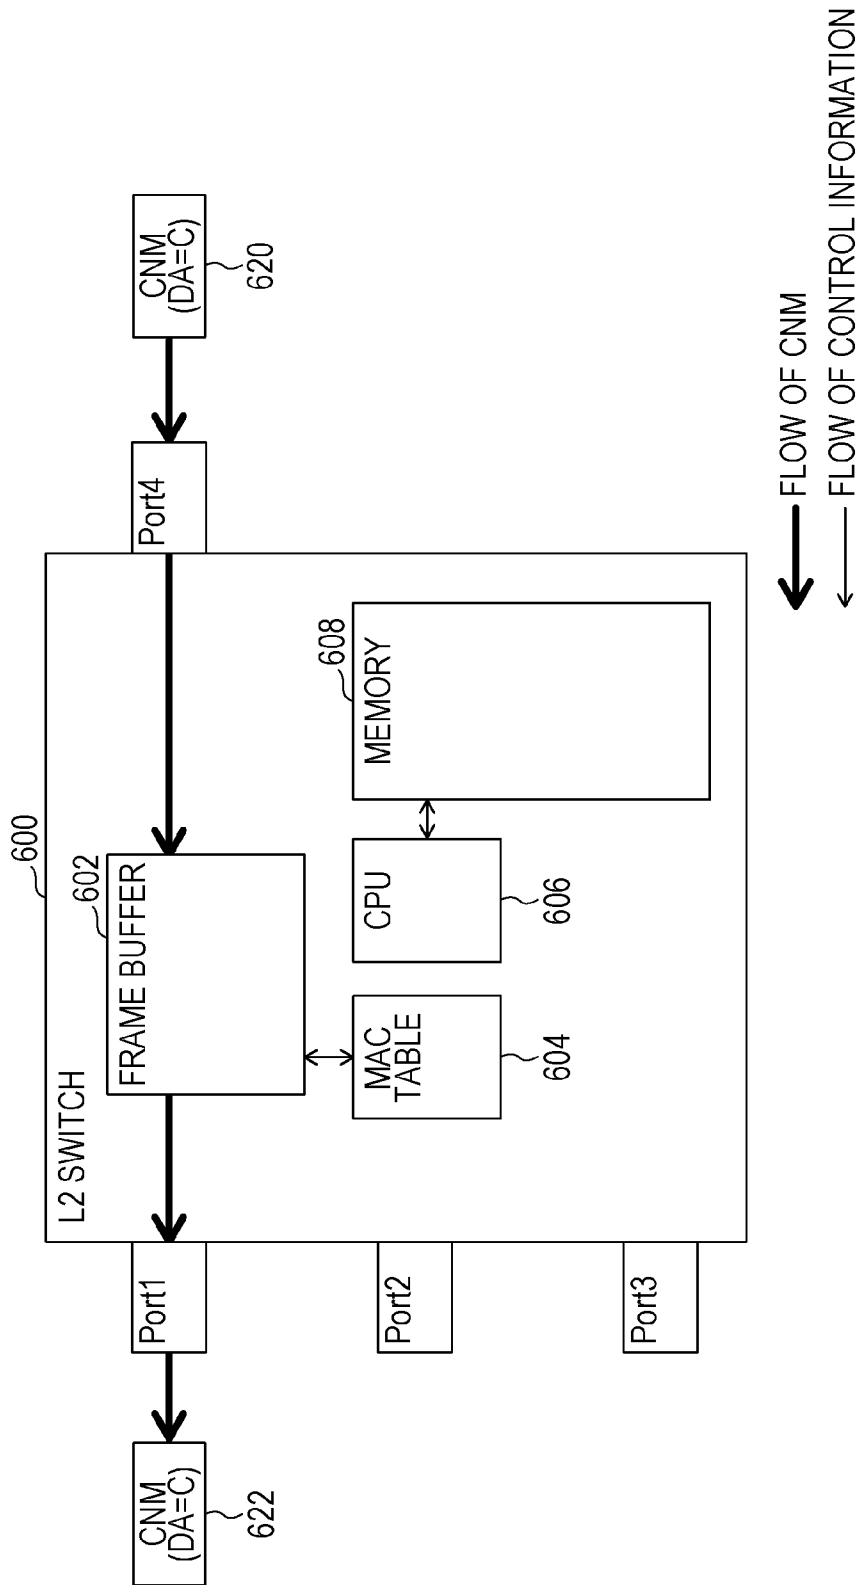 600
L2 SWITCH
602
FRAME BUFFER
MAC
TABLE
604
CPU
606
608
MEMORY
Port1
Port2
Port3
Port4
CNM
(DA=C)
622
CNM
(DA=C)
620
FLOW OF CNM
FLOW OF CONTROL INFORMATION